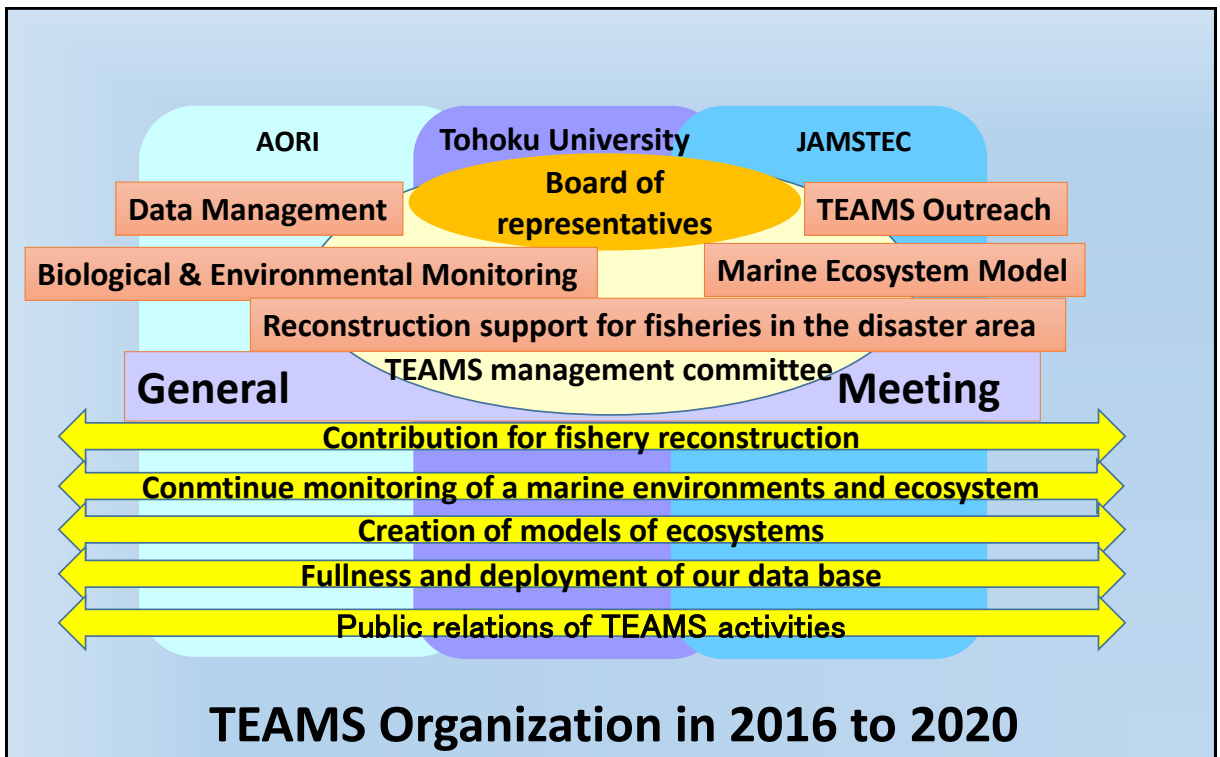 AORI
Tohoku University
JAMSTEC
Board of
representatives
Data Management
TEAMS Outreach
Biological & Environmental Monitoring
Marine Ecosystem Model
Reconstruction support for fisheries in the disaster area
TEAMS management committee
General Meeting
Contribution for fishery reconstruction
Conmtinue monitoring of a marine environments and ecosystem
Creation of models of ecosystems
Fullness and deployment of our data base
Public relations of TEAMS activities
TEAMS Organization in 2016 to 2020